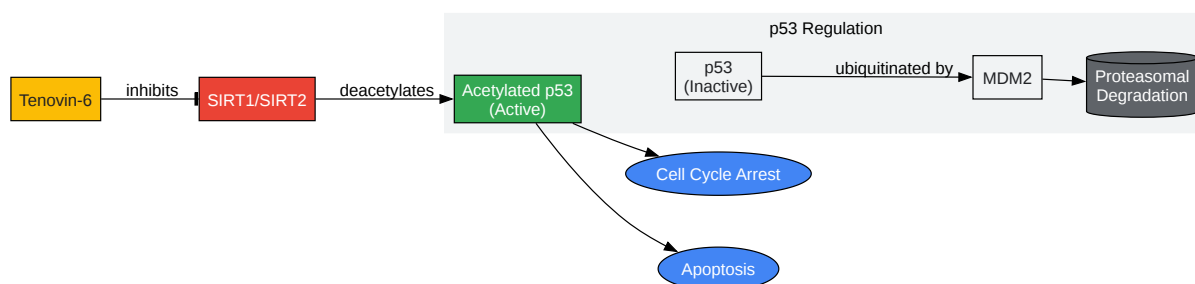 p53 Regulation
Tenovin-6
inhibits
SIRT1/SIRT2
deacetylates
Acetylated p53
(Active)
p53
(Inactive)
ubiquitinated by
MDM2
Proteasomal
Degradation
Cell Cycle Arrest
Apoptosis